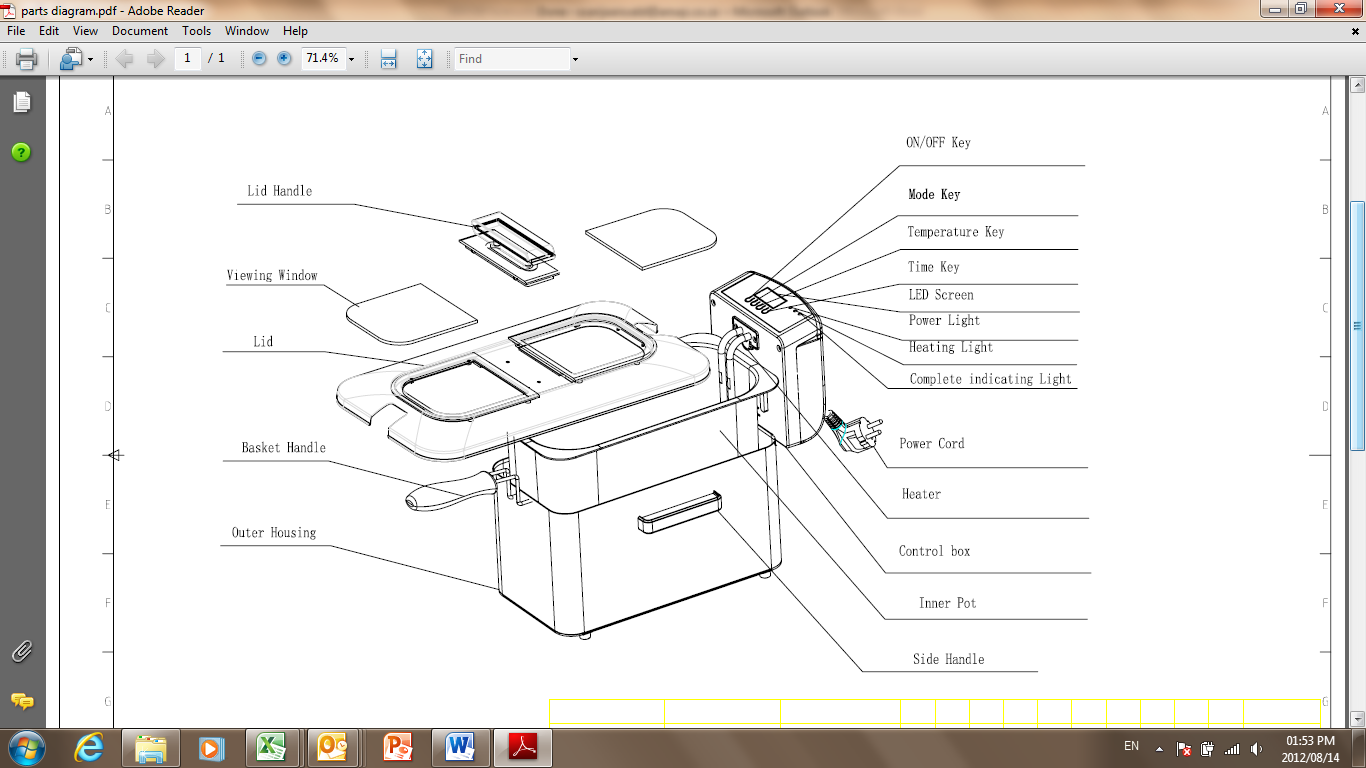 parts diagram.pdf - Adobe Reader
File Edit View Document Tools Window Help
1 / 1 71.4% Find
A A
ON/OFF Key
Lid Handle
Mode Key
B B
Temperature Key
Viewing Window
Time Key
LED Screen
C C
Power Light
Lid
Heating Light
Complete indicating Light
D D
Basket Handle
Power Cord
Heater
E E
Outer Housing
Control box
F F
Inner Pot
Side Handle
G G
EN
01:53 PM
2012/08/14